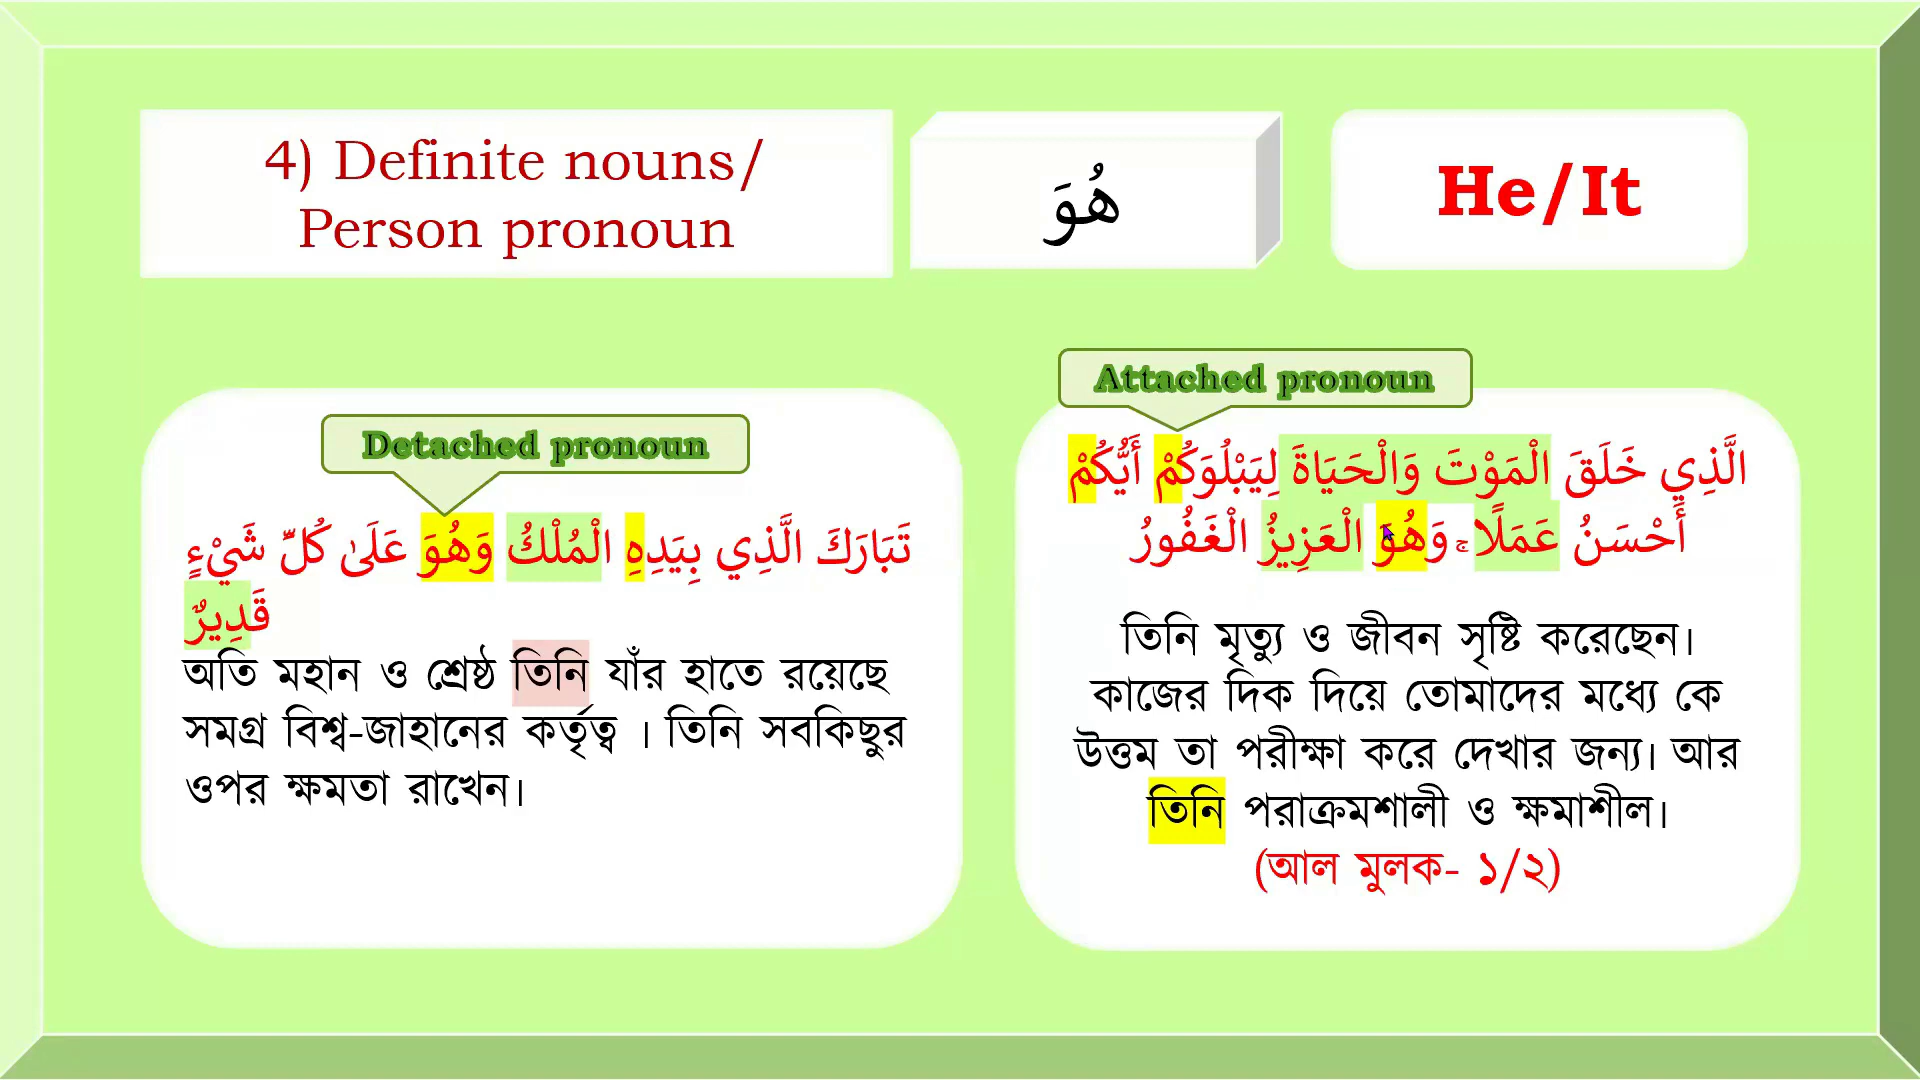 4) Definite nouns/
Person pronoun
هُوَ
He/It
Detached pronoun
تَبَارَكَ الَّذِي بِيَدِهِ الْمُلْكُ وَهُوَ عَلَىٰ كُلِّ شَيْءٍ
قَدِيرٌ
অতি মহান ও শ্রেষ্ঠ তিনি যাঁর হাতে রয়েছে
সমগ্র বিশ্ব-জাহানের কর্তৃত্ব । তিনি সবকিছুর
ওপর ক্ষমতা রাখেন।
Attached pronoun
الَّذِي خَلَقَ الْمَوْتَ وَالْحَيَاةَ لِيَبْلُوَكُمْ أَيُّكُمْ
أَحْسَنُ عَمَلًا ۚ وَهُوَ الْعَزِيزُ الْغَفُورُ
তিনি মৃত্যু ও জীবন সৃষ্টি করেছেন।
কাজের দিক দিয়ে তোমাদের মধ্যে কে
উত্তম তা পরীক্ষা করে দেখার জন্য। আর
তিনি পরাক্রমশালী ও ক্ষমাশীল।
(আল মুলক- ১/২)